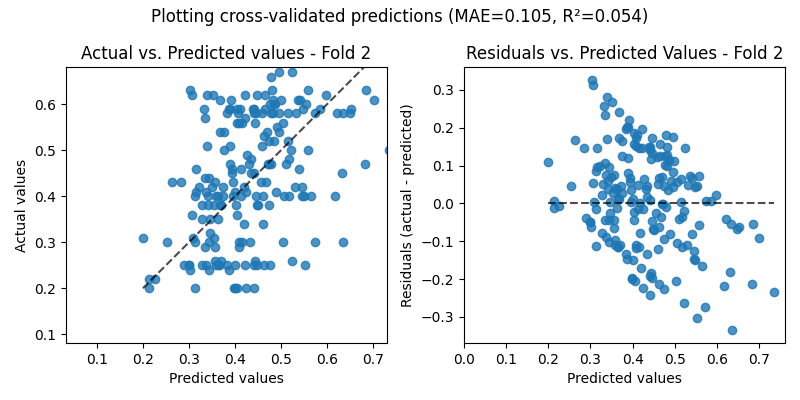 Plotting cross-validated predictions (MAE=0.105, R²=0.054)
Actual vs. Predicted values - Fold 2
Residuals vs. Predicted Values - Fold 2
Actual values
0.6
0.5
0.4
0.3
0.2
0.1
0.1 0.2 0.3 0.4 0.5 0.6 0.7
Predicted values
Residuals (actual - predicted)
0.3
0.2
0.1
0.0
−0.1
−0.2
−0.3
0.0 0.1 0.2 0.3 0.4 0.5 0.6 0.7
Predicted values